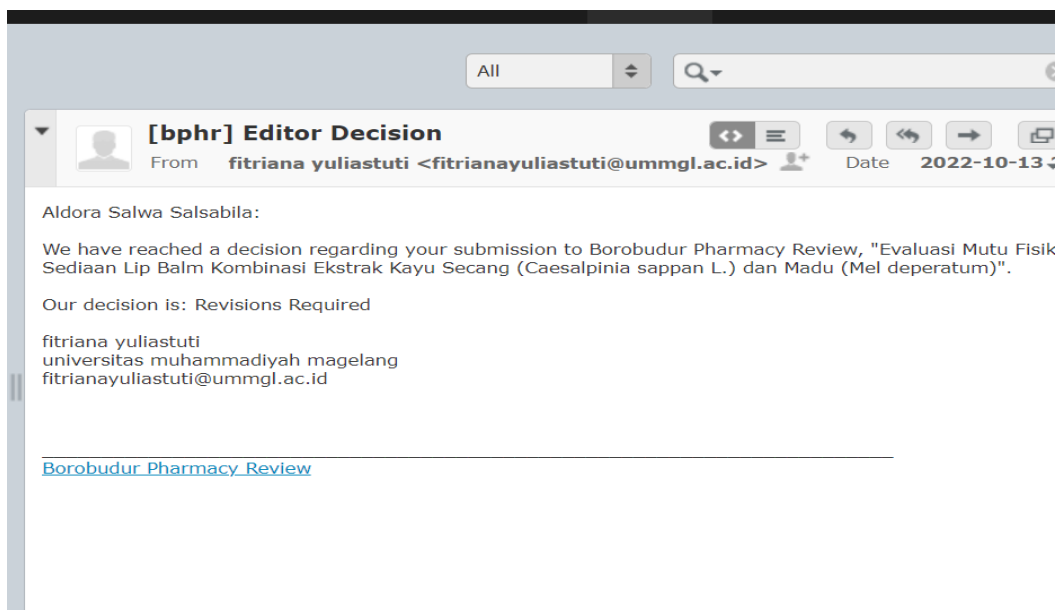 All
[bphr] Editor Decision
From fitriana yuliastuti <fitrianayuliastuti@ummgl.ac.id> Date 2022-10-13
Aldora Salwa Salsabila:
We have reached a decision regarding your submission to Borobudur Pharmacy Review, "Evaluasi Mutu Fisik
Sediaan Lip Balm Kombinasi Ekstrak Kayu Secang (Caesalpinia sappan L.) dan Madu (Mel deperatum)".
Our decision is: Revisions Required
fitriana yuliastuti
universitas muhammadiyah magelang
fitrianayuliastuti@ummgl.ac.id
Borobudur Pharmacy Review